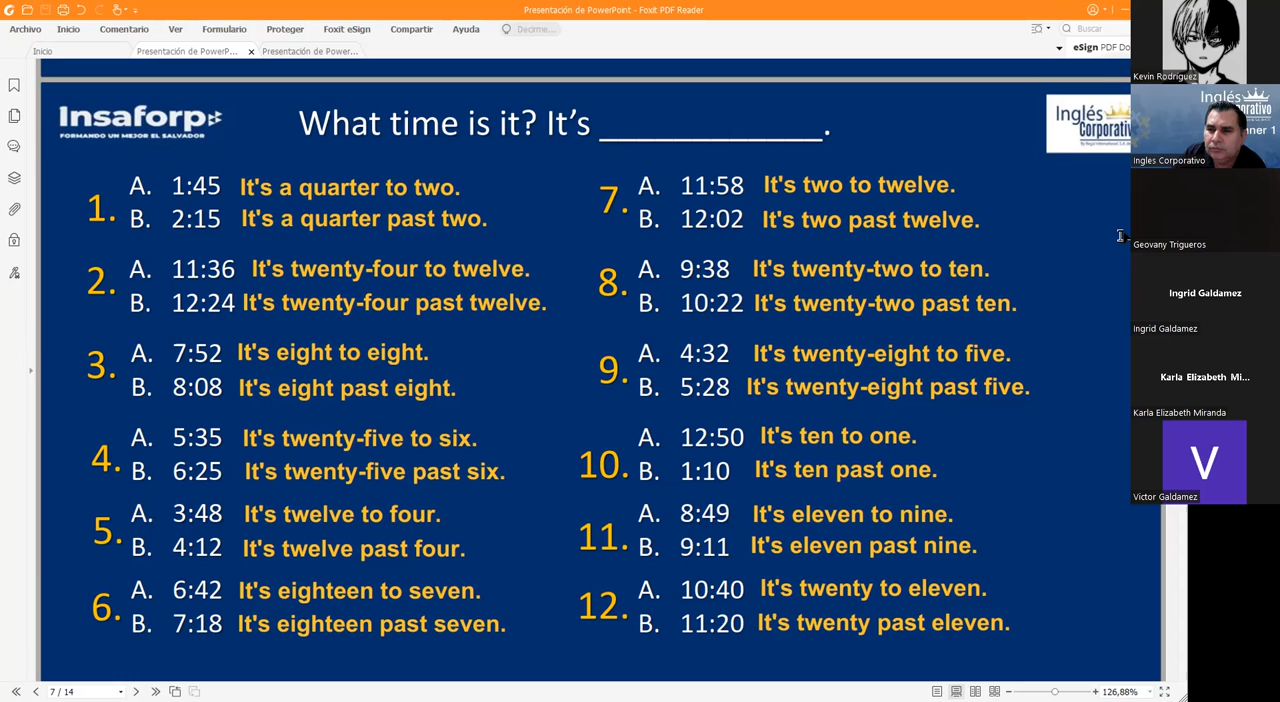 Presentación de PowerPoint - Foxit PDF Reader
Archivo Inicio Comentario Ver Formulario Proteger Foxit eSign Compartir Ayuda Decirme... Buscar
Inicio Presentación de PowerP... × Presentación de Power... eSign PDF Do
Insaforp
FORMANDO UN MEJOR EL SALVADOR
What time is it? It's ______________.
Inglés
Corporativo
1. A. 1:45 It's a quarter to two.
B. 2:15 It's a quarter past two.
2. A. 11:36 It's twenty-four to twelve.
B. 12:24 It's twenty-four past twelve.
3. A. 7:52 It's eight to eight.
B. 8:08 It's eight past eight.
4. A. 5:35 It's twenty-five to six.
B. 6:25 It's twenty-five past six.
5. A. 3:48 It's twelve to four.
B. 4:12 It's twelve past four.
6. A. 6:42 It's eighteen to seven.
B. 7:18 It's eighteen past seven.
7. A. 11:58 It's two to twelve.
B. 12:02 It's two past twelve.
8. A. 9:38 It's twenty-two to ten.
B. 10:22 It's twenty-two past ten.
9. A. 4:32 It's twenty-eight to five.
B. 5:28 It's twenty-eight past five.
10. A. 12:50 It's ten to one.
B. 1:10 It's ten past one.
11. A. 8:49 It's eleven to nine.
B. 9:11 It's eleven past nine.
12. A. 10:40 It's twenty to eleven.
B. 11:20 It's twenty past eleven.
Kevin Rodríguez
Inglés
Corporativo
nner 1
Ingles Corporativo
Geovany Trigueros
Ingrid Galdamez
Ingrid Galdamez
Karla Elizabeth Mi...
Karla Elizabeth Miranda
V
Victor Galdamez
7 / 14 126,88%